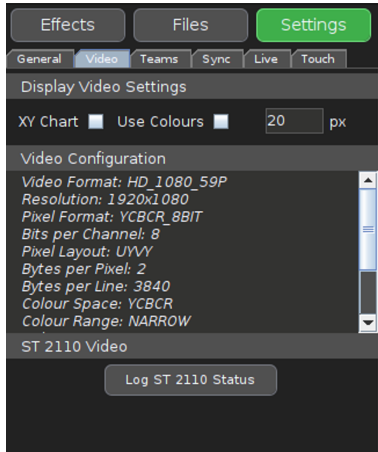 Effects Files Settings
General Video Teams Sync Live Touch
Display Video Settings
XY Chart Use Colours 20 px
Video Configuration
Video Format: HD_1080_59P
Resolution: 1920x1080
Pixel Format: YCBCR_8BIT
Bits per Channel: 8
Pixel Layout: UYVY
Bytes per Pixel: 2
Bytes per Line: 3840
Colour Space: YCBCR
Colour Range: NARROW
ST 2110 Video
Log ST 2110 Status